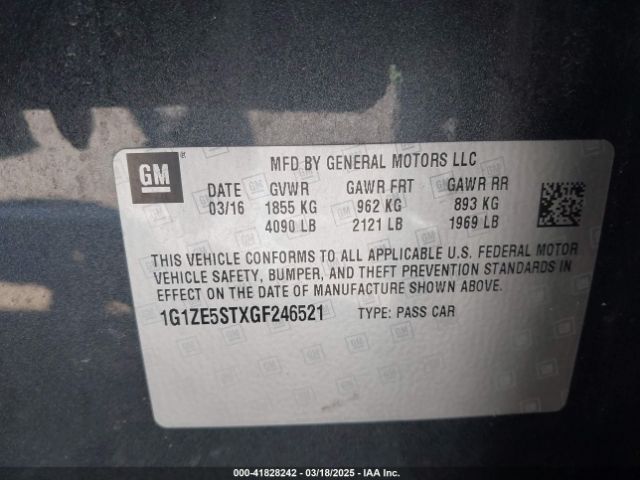 GM
®
MFD BY GENERAL MOTORS LLC
DATE GVWR GAWR FRT GAWR RR
03/16 1855 KG 962 KG 893 KG
4090 LB 2121 LB 1969 LB
THIS VEHICLE CONFORMS TO ALL APPLICABLE U.S. FEDERAL MOTOR
VEHICLE SAFETY, BUMPER, AND THEFT PREVENTION STANDARDS IN
EFFECT ON THE DATE OF MANUFACTURE SHOWN ABOVE.
1G1ZE5STXGF246521 TYPE: PASS CAR
000-41828242 — 03/18/2025 — IAA Inc.